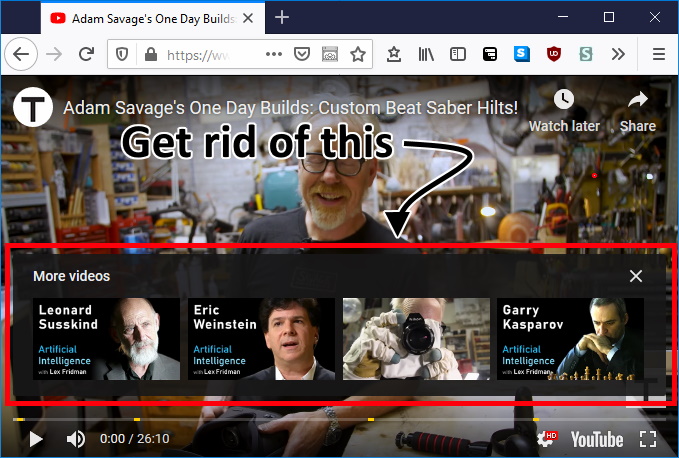 Adam Savage's One Day Builds:
https://ww
S
UD
S
T
Adam Savage's One Day Builds: Custom Beat Saber Hilts!
Watch later
Share
Get rid of this
More videos
Leonard
Susskind
Artificial
Intelligence
with Lex Fridman
Eric
Weinstein
Artificial
Intelligence
with Lex Fridman
Garry
Kasparov
Artificial
Intelligence
with Lex Fridman
0:00 / 26:10
HD
YouTube